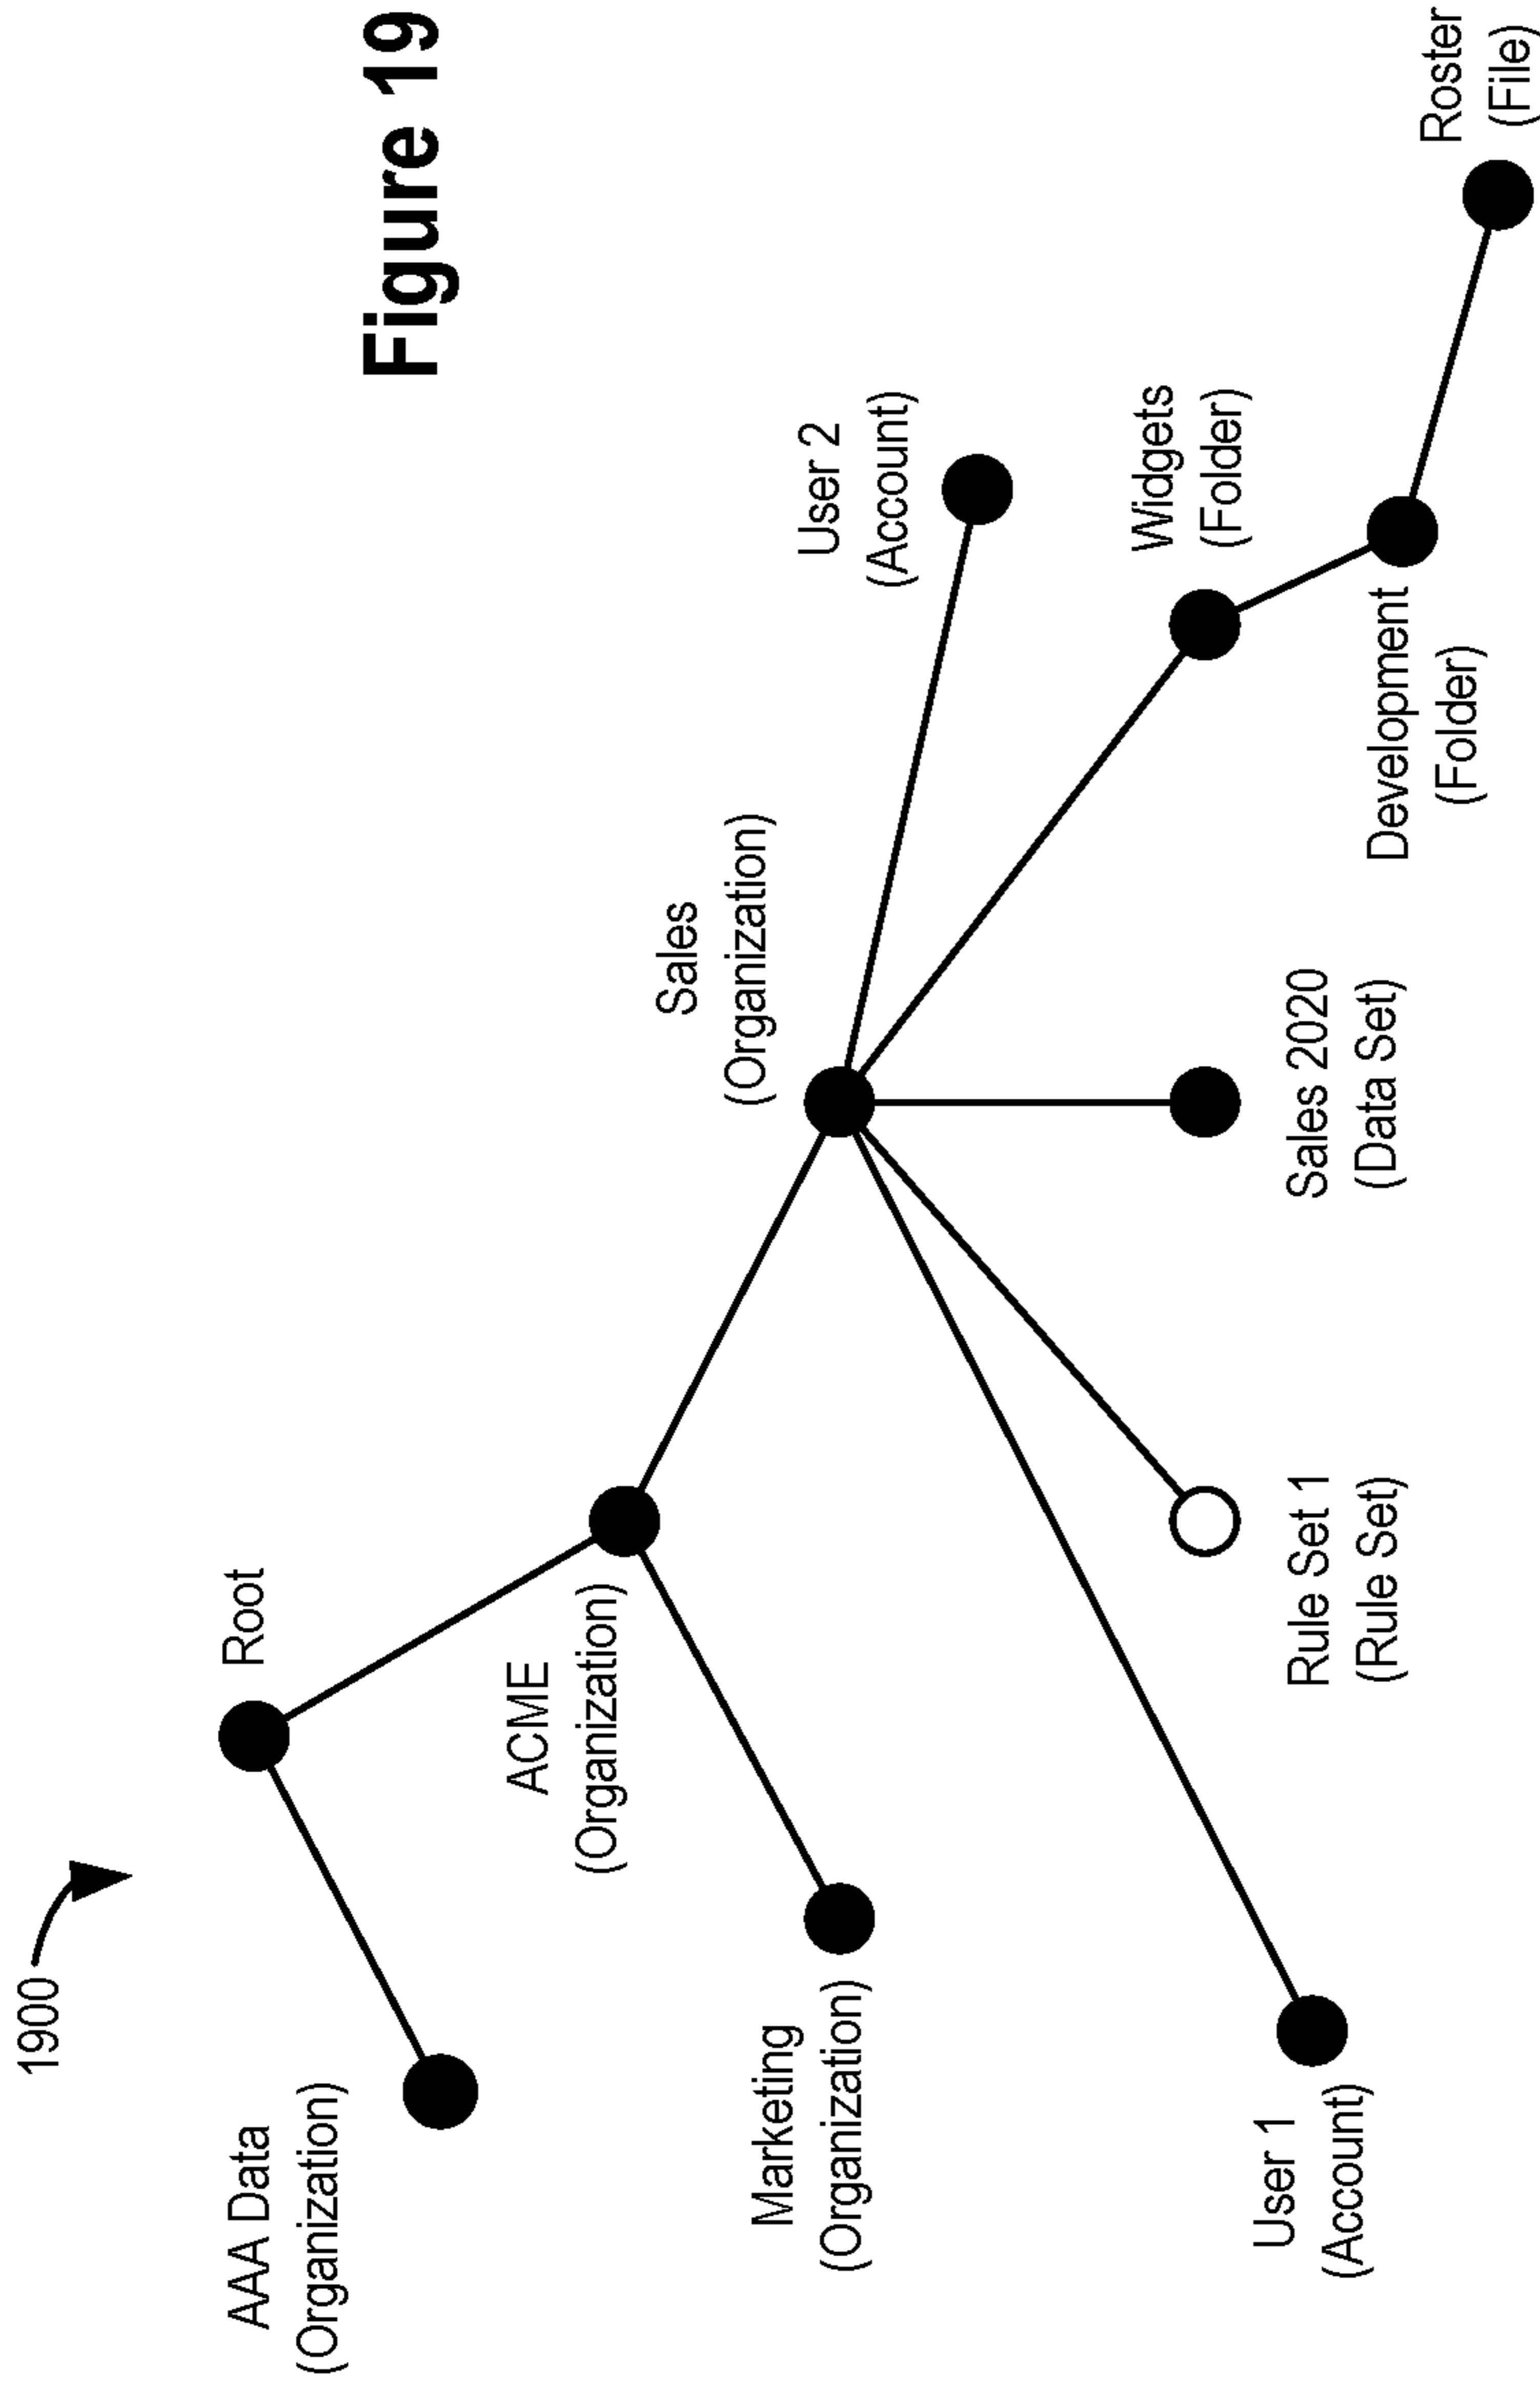 1900
Root
AAA Data
(Organization)
ACME
(Organization)
Figure 19
Marketing
(Organization)
Sales
(Organization)
User 2
(Account)
User 1
(Account)
Rule Set 1
(Rule Set)
Sales 2020
(Data Set)
Widgets
(Folder)
Development
(Folder)
Roster
(File)